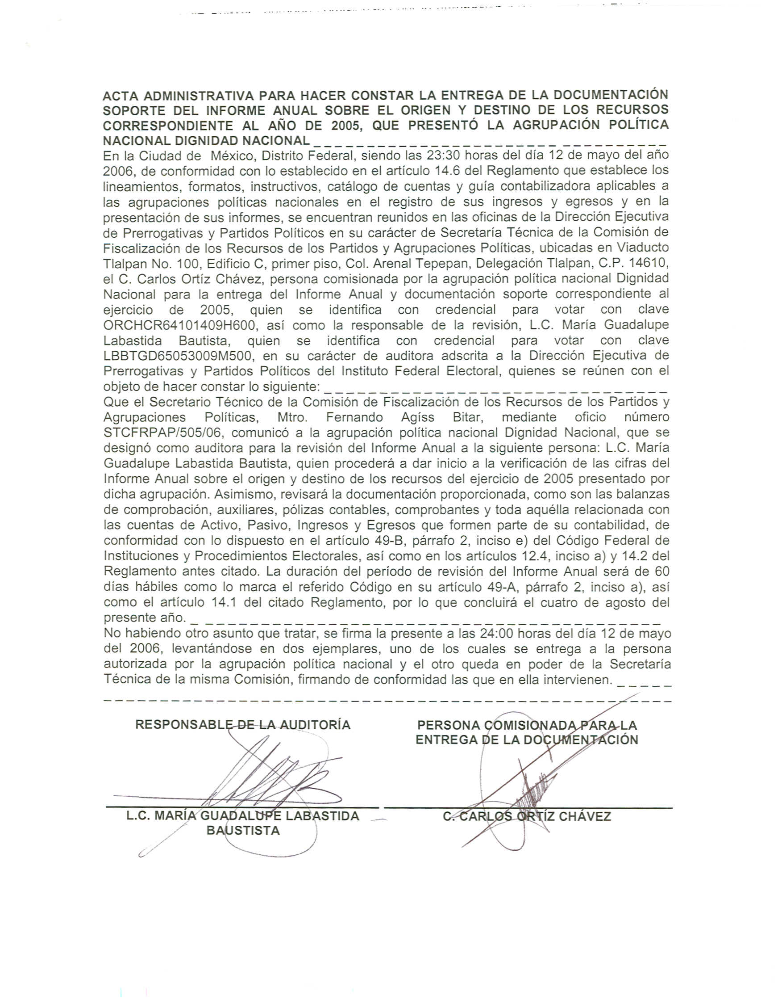 ACTA ADMINISTRATIVA PARA HACER CONSTAR LA ENTREGA DE LA DOCUMENTACIÓN
SOPORTE DEL INFORME ANUAL SOBRE EL ORIGEN Y DESTINO DE LOS RECURSOS
CORRESPONDIENTE AL AÑO DE 2005, QUE PRESENTÓ LA AGRUPACIÓN POLÍTICA
NACIONAL DIGNIDAD NACIONAL _ _ _ _ _ _ _ _ _ _ _ _ _ _ _ _ _ _ _ _ _ _ _ _ _ _ _ _ _ _ _
En la Ciudad de México, Distrito Federal, siendo las 23:30 horas del día 12 de mayo del año
2006, de conformidad con lo establecido en el artículo 14.6 del Reglamento que establece los
lineamientos, formatos, instructivos, catálogo de cuentas y guía contabilizadora aplicables a
las agrupaciones políticas nacionales en el registro de sus ingresos y egresos y en la
presentación de sus informes, se encuentran reunidos en las oficinas de la Dirección Ejecutiva
de Prerrogativas y Partidos Políticos en su carácter de Secretaría Técnica de la Comisión de
Fiscalización de los Recursos de los Partidos y Agrupaciones Políticas, ubicadas en Viaducto
Tlalpan No. 100, Edificio C, primer piso, Col. Arenal Tepepan, Delegación Tlalpan, C.P. 14610,
el C. Carlos Ortíz Chávez, persona comisionada por la agrupación política nacional Dignidad
Nacional para la entrega del Informe Anual y documentación soporte correspondiente al
ejercicio de 2005, quien se identifica con credencial para votar con clave
ORCHCR64101409H600, así como la responsable de la revisión, L.C. María Guadalupe
Labastida Bautista, quien se identifica con credencial para votar con clave
LBBTGD65053009M500, en su carácter de auditora adscrita a la Dirección Ejecutiva de
Prerrogativas y Partidos Políticos del Instituto Federal Electoral, quienes se reúnen con el
objeto de hacer constar lo siguiente: _ _ _ _ _ _ _ _ _ _ _ _ _ _ _ _ _ _ _ _ _ _ _ _ _ _ _ _ _ _ _
Que el Secretario Técnico de la Comisión de Fiscalización de los Recursos de los Partidos y
Agrupaciones Políticas, Mtro. Fernando Agíss Bitar, mediante oficio número
STCFRPAP/505/06, comunicó a la agrupación política nacional Dignidad Nacional, que se
designó como auditora para la revisión del Informe Anual a la siguiente persona: L.C. María
Guadalupe Labastida Bautista, quien procederá a dar inicio a la verificación de las cifras del
Informe Anual sobre el origen y destino de los recursos del ejercicio de 2005 presentado por
dicha agrupación. Asimismo, revisará la documentación proporcionada, como son las balanzas
de comprobación, auxiliares, pólizas contables, comprobantes y toda aquélla relacionada con
las cuentas de Activo, Pasivo, Ingresos y Egresos que formen parte de su contabilidad, de
conformidad con lo dispuesto en el artículo 49-B, párrafo 2, inciso e) del Código Federal de
Instituciones y Procedimientos Electorales, así como en los artículos 12.4, inciso a) y 14.2 del
Reglamento antes citado. La duración del período de revisión del Informe Anual será de 60
días hábiles como lo marca el referido Código en su artículo 49-A, párrafo 2, inciso a), así
como el artículo 14.1 del citado Reglamento, por lo que concluirá el cuatro de agosto del
presente año. _ _ _ _ _ _ _ _ _ _ _ _ _ _ _ _ _ _ _ _ _ _ _ _ _ _ _ _ _ _ _ _ _ _ _ _ _ _ _ _ _ _
No habiendo otro asunto que tratar, se firma la presente a las 24:00 horas del día 12 de mayo
del 2006, levantándose en dos ejemplares, uno de los cuales se entrega a la persona
autorizada por la agrupación política nacional y el otro queda en poder de la Secretaría
Técnica de la misma Comisión, firmando de conformidad las que en ella intervienen. _ _ _ _ _
_ _ _ _ _ _ _ _ _ _ _ _ _ _ _ _ _ _ _ _ _ _ _ _ _ _ _ _ _ _ _ _ _ _ _ _ _ _ _ _ _ _ _ _ _ _
RESPONSABLE DE LA AUDITORÍA
L.C. MARÍA GUADALUPE LABASTIDA
BAUSTISTA
PERSONA COMISIONADA PARA LA
ENTREGA DE LA DOCUMENTACIÓN
C. CARLOS ORTÍZ CHÁVEZ